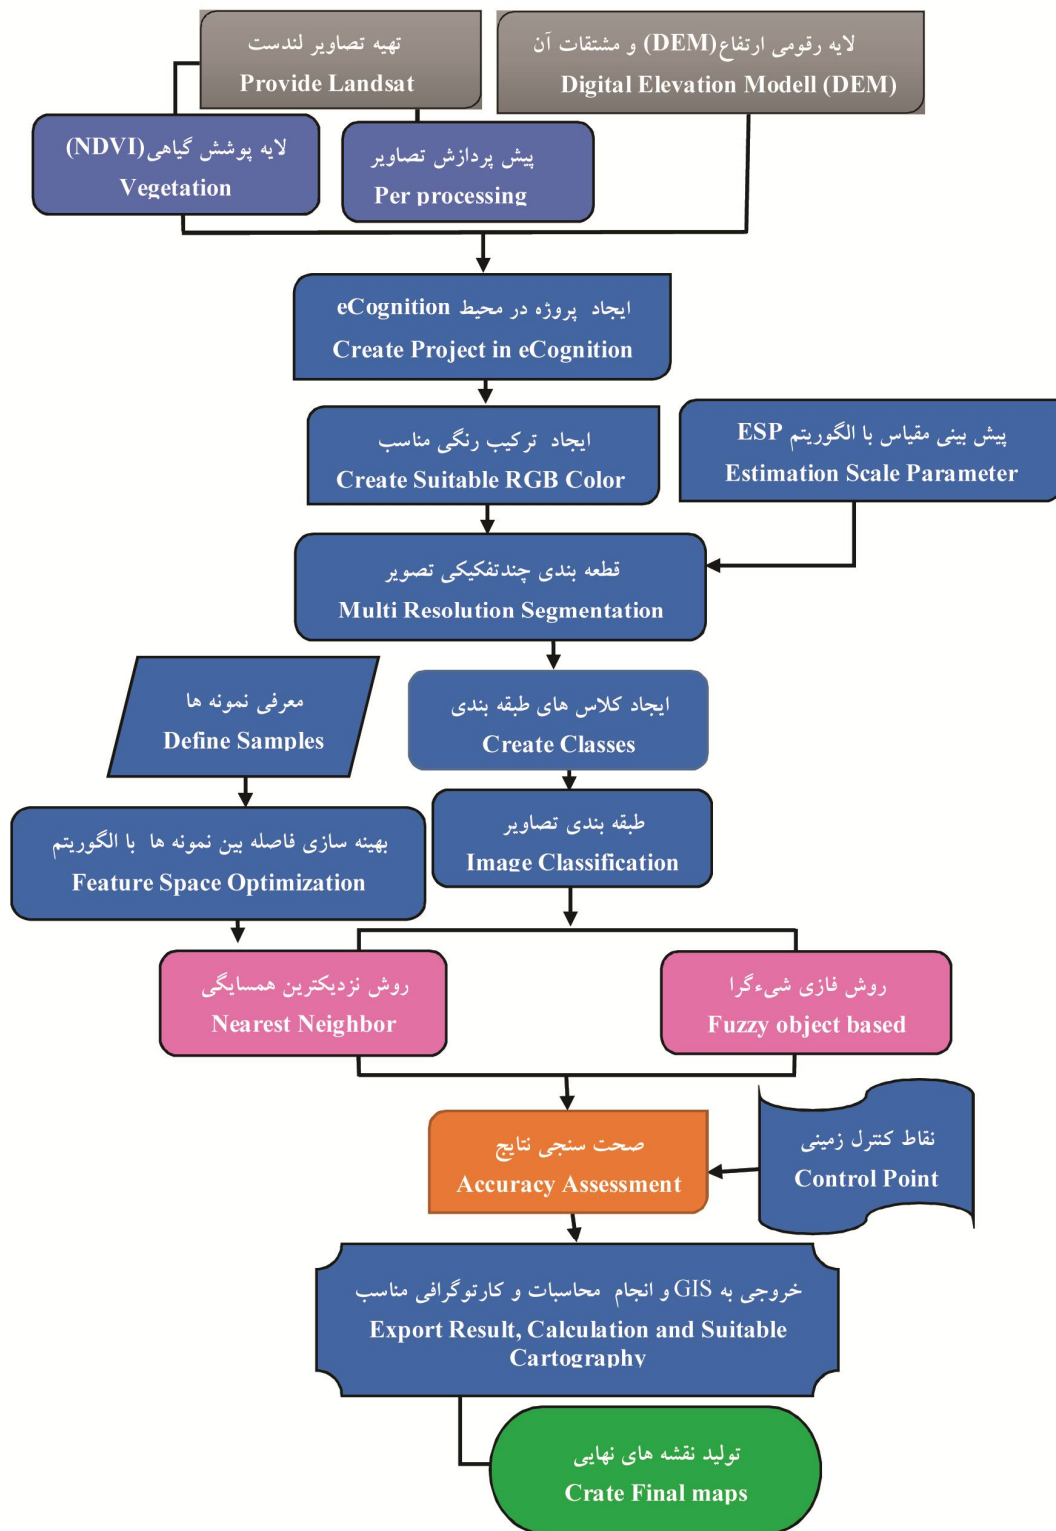 تهیه تصاویر لندست
Provide Landsat
لایه رقومی ارتفاع(DEM) و مشتقات آن
Digital Elevation Modell (DEM)
لایه پوشش گیاهی(NDVI)
Vegetation
پیش پردازش تصاویر
Per processing
ایجاد پروژه در محیط eCognition
Create Project in eCognition
ایجاد ترکیب رنگی مناسب
Create Suitable RGB Color
پیش بینی مقیاس با الگوریتم ESP
Estimation Scale Parameter
قطعه بندی چندتفکیکی تصویر
Multi Resolution Segmentation
معرفی نمونه ها
Define Samples
ایجاد کلاس های طبقه بندی
Create Classes
بهینه سازی فاصله بین نمونه ها با الگوریتم
Feature Space Optimization
طبقه بندی تصاویر
Image Classification
روش نزدیکترین همسایگی
Nearest Neighbor
روش فازی شیءگرا
Fuzzy object based
صحت سنجی نتایج
Accuracy Assessment
نقاط کنترل زمینی
Control Point
خروجی به GIS و انجام محاسبات و کارتوگرافی مناسب
Export Result, Calculation and Suitable
Cartography
تولید نقشه های نهایی
Crate Final maps